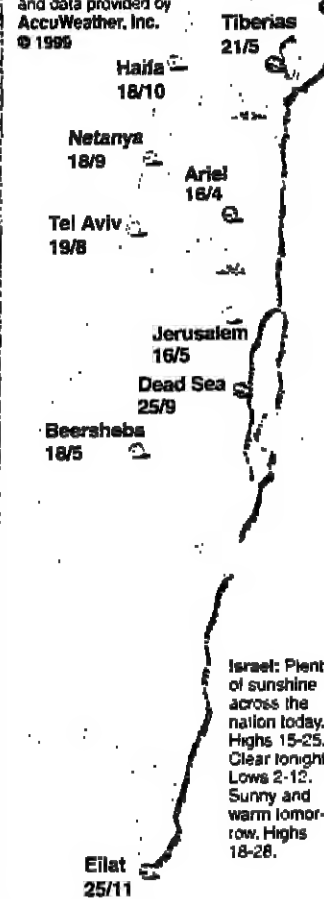 and data provided by
AccuWeather, Inc.
© 1999
Tiberias
21/5
Haifa
18/10
Netanya
18/9
Ariel
16/4
Tel Aviv
19/8
Jerusalem
16/5
Dead Sea
25/9
Beersheba
18/5
Israel: Plent
of sunshine
across the
nation today.
Highs 15-25.
Clear tonight
Lows 2-12.
Sunny and
warm tomor-
row. Highs
18-28.
Eilat
25/11